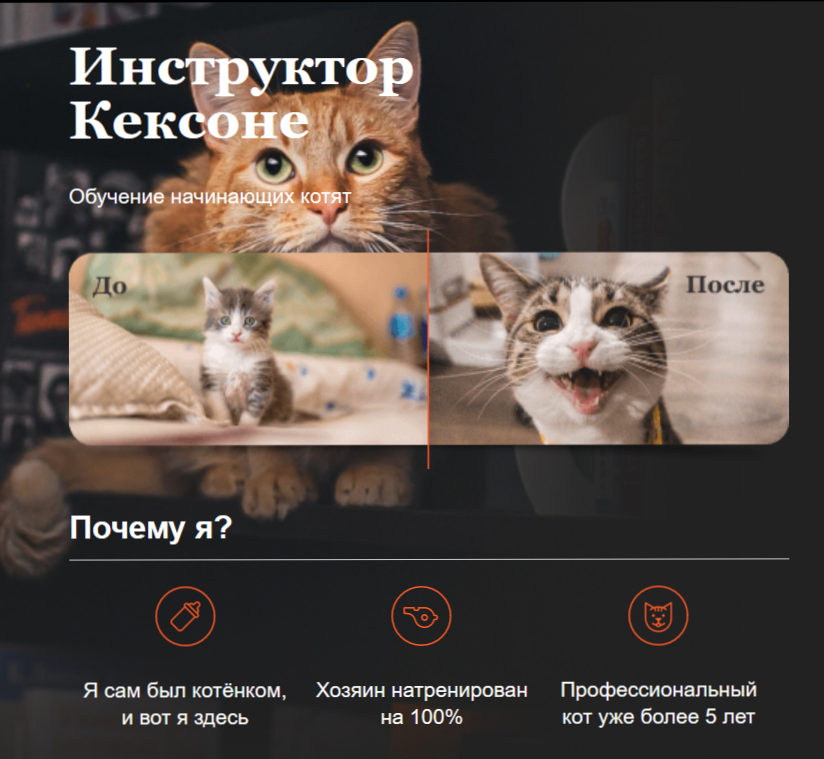 Инструктор
Кексоне
Обучение начинающих котят
До
После
Почему я?
Я сам был котёнком,
и вот я здесь
Хозяин натренирован
на 100%
Профессиональный
кот уже более 5 лет